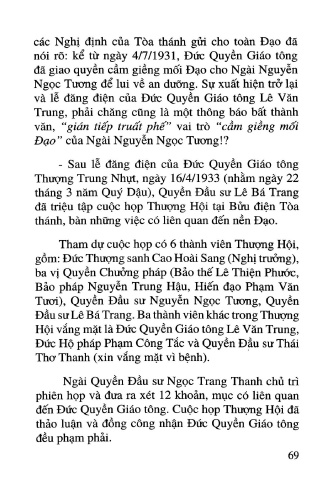 các Nghị định của Tòa thánh gửi cho toàn Đạo đã
nói rõ: kể từ ngày 4/7/1931, Đức Quyền Giáo tông
đã giao quyền cầm giềng mối Đạo cho Ngài Nguyễn
Ngọc Tương để lui về an dưỡng. Sự xuất hiện trở lại
và lễ đăng điện của Đức Quyền Giáo tông Lê Văn
Trung, phải chăng cũng là một thông báo bất thành
văn, "gián tiếp truất phế" vai trò "cầm giềng mối
Đạo" của Ngài Nguyễn Ngọc Tương!?
- Sau lễ đăng điện của Đức Quyền Giáo tông
Thượng Trung Nhựt, ngày 16/4/1933 (nhằm ngày 22
tháng 3 năm Quý Dậu), Quyền Đầu sư Lê Bá Trang
đã triệu tập cuộc họp Thượng Hội tại Bửu điện Tòa
thánh, bàn những việc có liên quan đến nền Đạo.
Tham dự cuộc họp có 6 thành viên Thượng Hội,
gồm: Đức Thượng sanh Cao Hoài Sang (Nghị trưởng),
ba vị Quyền Chưởng pháp (Bảo thế Lê Thiện Phước,
Bảo pháp Nguyễn Trung Hậu, Hiến đạo Phạm Văn
Tươi), Quyền Đầu sư Nguyễn Ngọc Tương, Quyền
Đầu sư Lê Bá Trang. Ba thành viên khác trong Thượng
Hội vắng mặt là Đức Quyền Giáo tông Lê Văn Trung,
Đức Hộ pháp Phạm Công Tắc và Quyền Đầu sư Thái
Thơ Thanh (xin vắng mặt vì bệnh).
Ngài Quyền Đầu sư Ngọc Trang Thanh chủ trì
phiên họp và đưa ra xét 12 khoản, mục có liên quan
đến Đức Quyền Giáo tông. Cuộc họp Thượng Hội đã
thảo luận và đồng công nhận Đức Quyền Giáo tông
đều phạm phải.
69